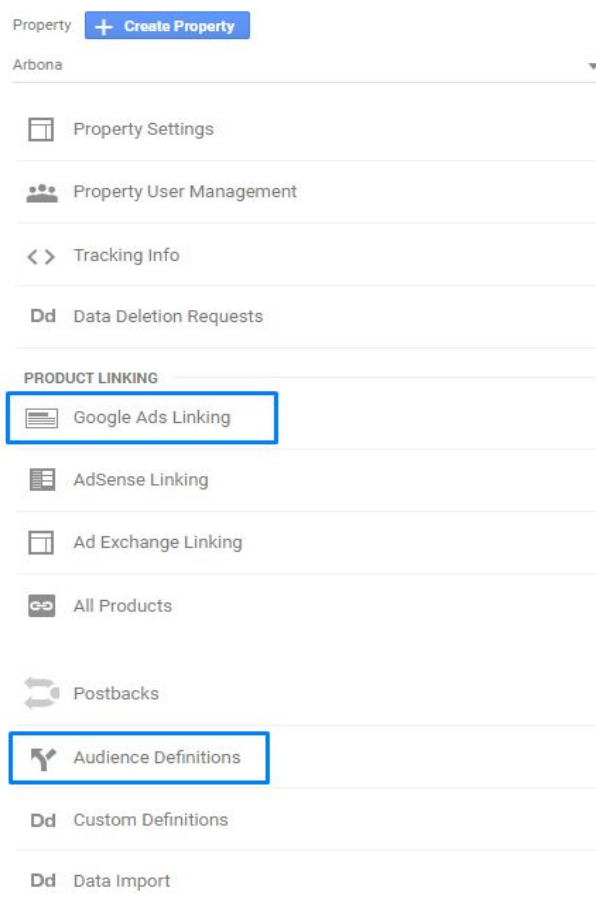 Property + Create Property
Arbona
Property Settings
Property User Management
<> Tracking Info
Dd Data Deletion Requests
PRODUCT LINKING
Google Ads Linking
AdSense Linking
Ad Exchange Linking
All Products
Postbacks
Audience Definitions
Dd Custom Definitions
Dd Data Import